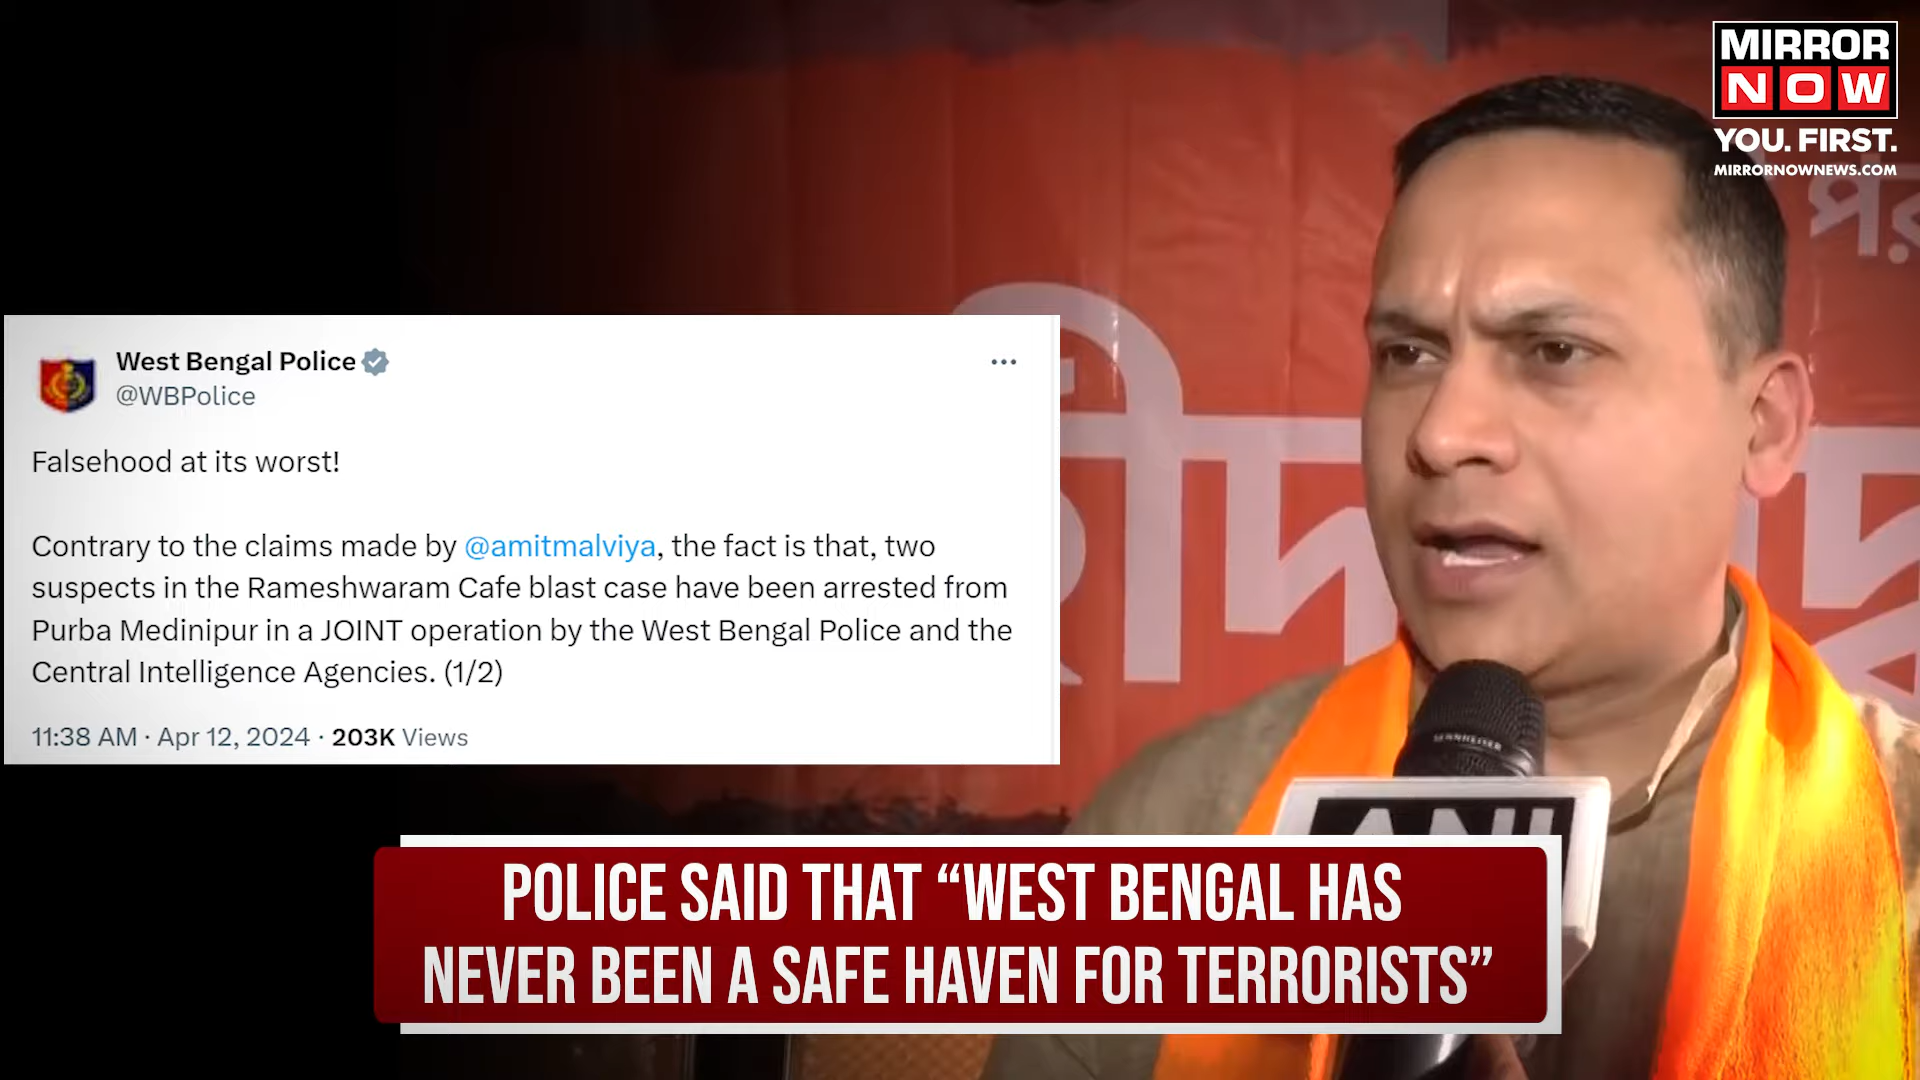 MIRROR
NOW
YOU. FIRST.
MIRRORNOWNEWS.COM
West Bengal Police
@WBPolice
Falsehood at its worst!
Contrary to the claims made by @amitmalviya, the fact is that, two
suspects in the Rameshwaram Cafe blast case have been arrested from
Purba Medinipur in a JOINT operation by the West Bengal Police and the
Central Intelligence Agencies. (1/2)
11:38 AM · Apr 12, 2024 · 203K Views
ANI
POLICE SAID THAT “WEST BENGAL HAS
NEVER BEEN A SAFE HAVEN FOR TERRORISTS”